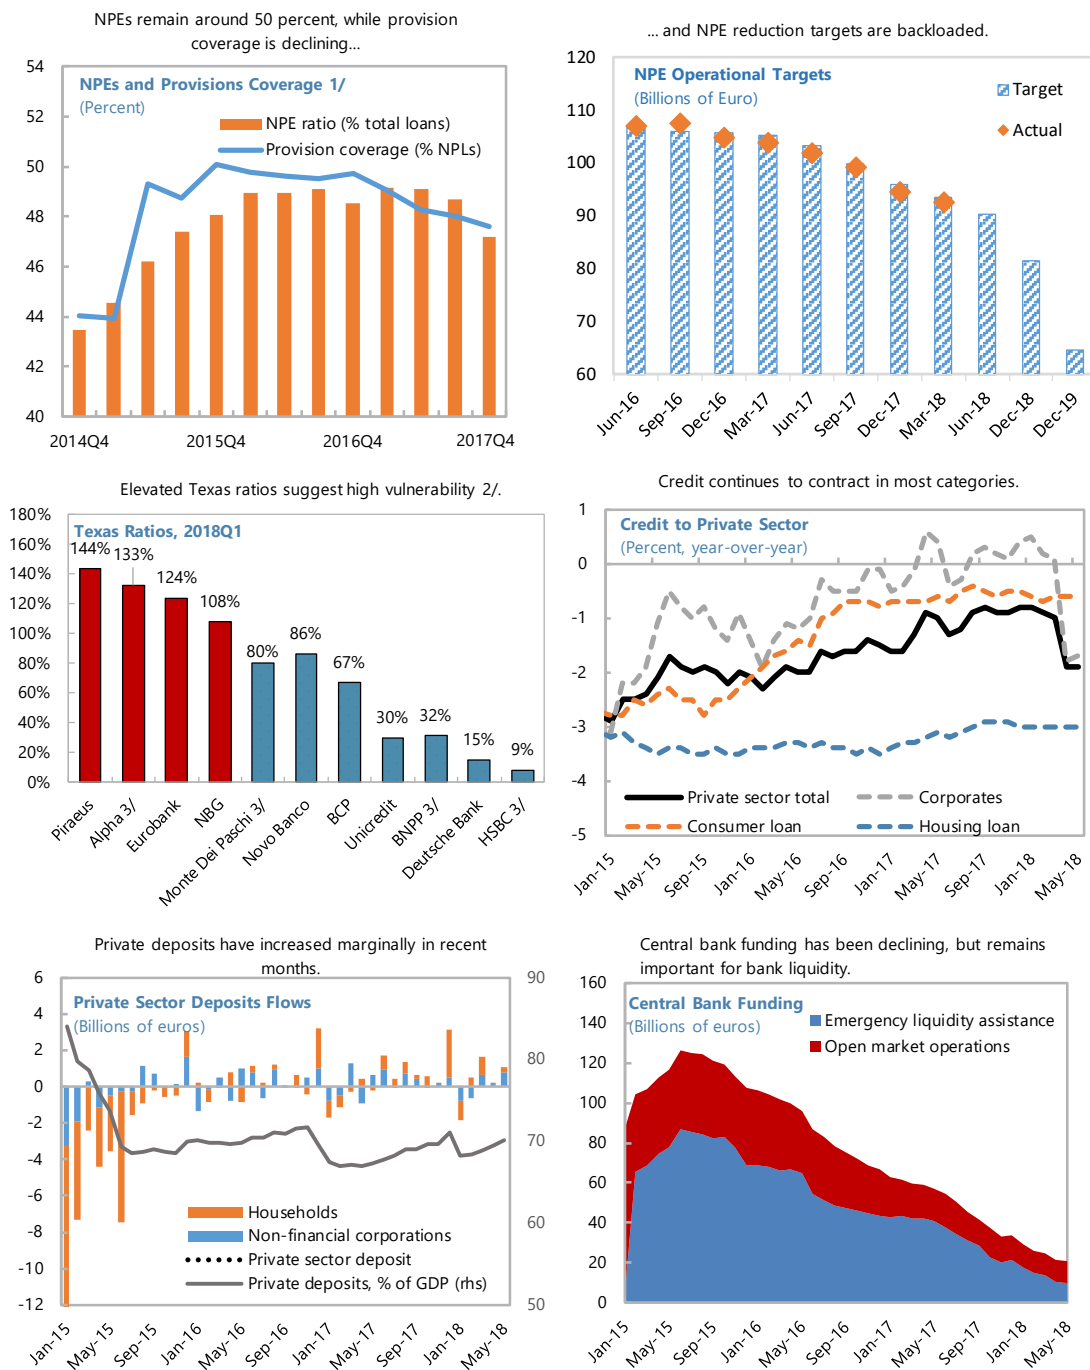 NPEs remain around 50 percent, while provision
coverage is declining...
NPEs and Provisions Coverage 1/
(Percent)
NPE ratio (% total loans)
Provision coverage (% NPLs)
54
52
50
48
46
44
42
40
2014Q4 2015Q4 2016Q4 2017Q4
... and NPE reduction targets are backloaded.
NPE Operational Targets
(Billions of Euro)
Target
Actual
120
110
100
90
80
70
60
Jun-16 Sep-16 Dec-16 Mar-17 Jun-17 Sep-17 Dec-17 Mar-18 Jun-18 Dec-18 Dec-19
Elevated Texas ratios suggest high vulnerability 2/.
Texas Ratios, 2018Q1
180%
160%
140%
120%
100%
80%
60%
40%
20%
0%
144% 133% 124% 108% 80% 86% 67% 30% 32% 15% 9%
Piraeus Alpha 3/ Eurobank NBG Monte Dei Paschi 3/ Novo Banco BCP Unicredit BNPP 3/ Deutsche Bank HSBC 3/
Credit continues to contract in most categories.
Credit to Private Sector
(Percent, year-over-year)
1
0
-1
-2
-3
-4
-5
Private sector total
Corporates
Consumer loan
Housing loan
Jan-15 May-15 Sep-15 Jan-16 May-16 Sep-16 Jan-17 May-17 Sep-17 Jan-18 May-18
Private deposits have increased marginally in recent
months.
Private Sector Deposits Flows
(Billions of euros)
6
4
2
0
-2
-4
-6
-8
-10
-12
90
80
70
60
50
Households
Non-financial corporations
Private sector deposit
Private deposits, % of GDP (rhs)
Jan-15 May-15 Sep-15 Jan-16 May-16 Sep-16 Jan-17 May-17 Sep-17 Jan-18 May-18
Central bank funding has been declining, but remains
important for bank liquidity.
Central Bank Funding
(Billions of euros)
Emergency liquidity assistance
Open market operations
160
140
120
100
80
60
40
20
0
Jan-15 May-15 Sep-15 Jan-16 May-16 Sep-16 Jan-17 May-17 Sep-17 Jan-18 May-18